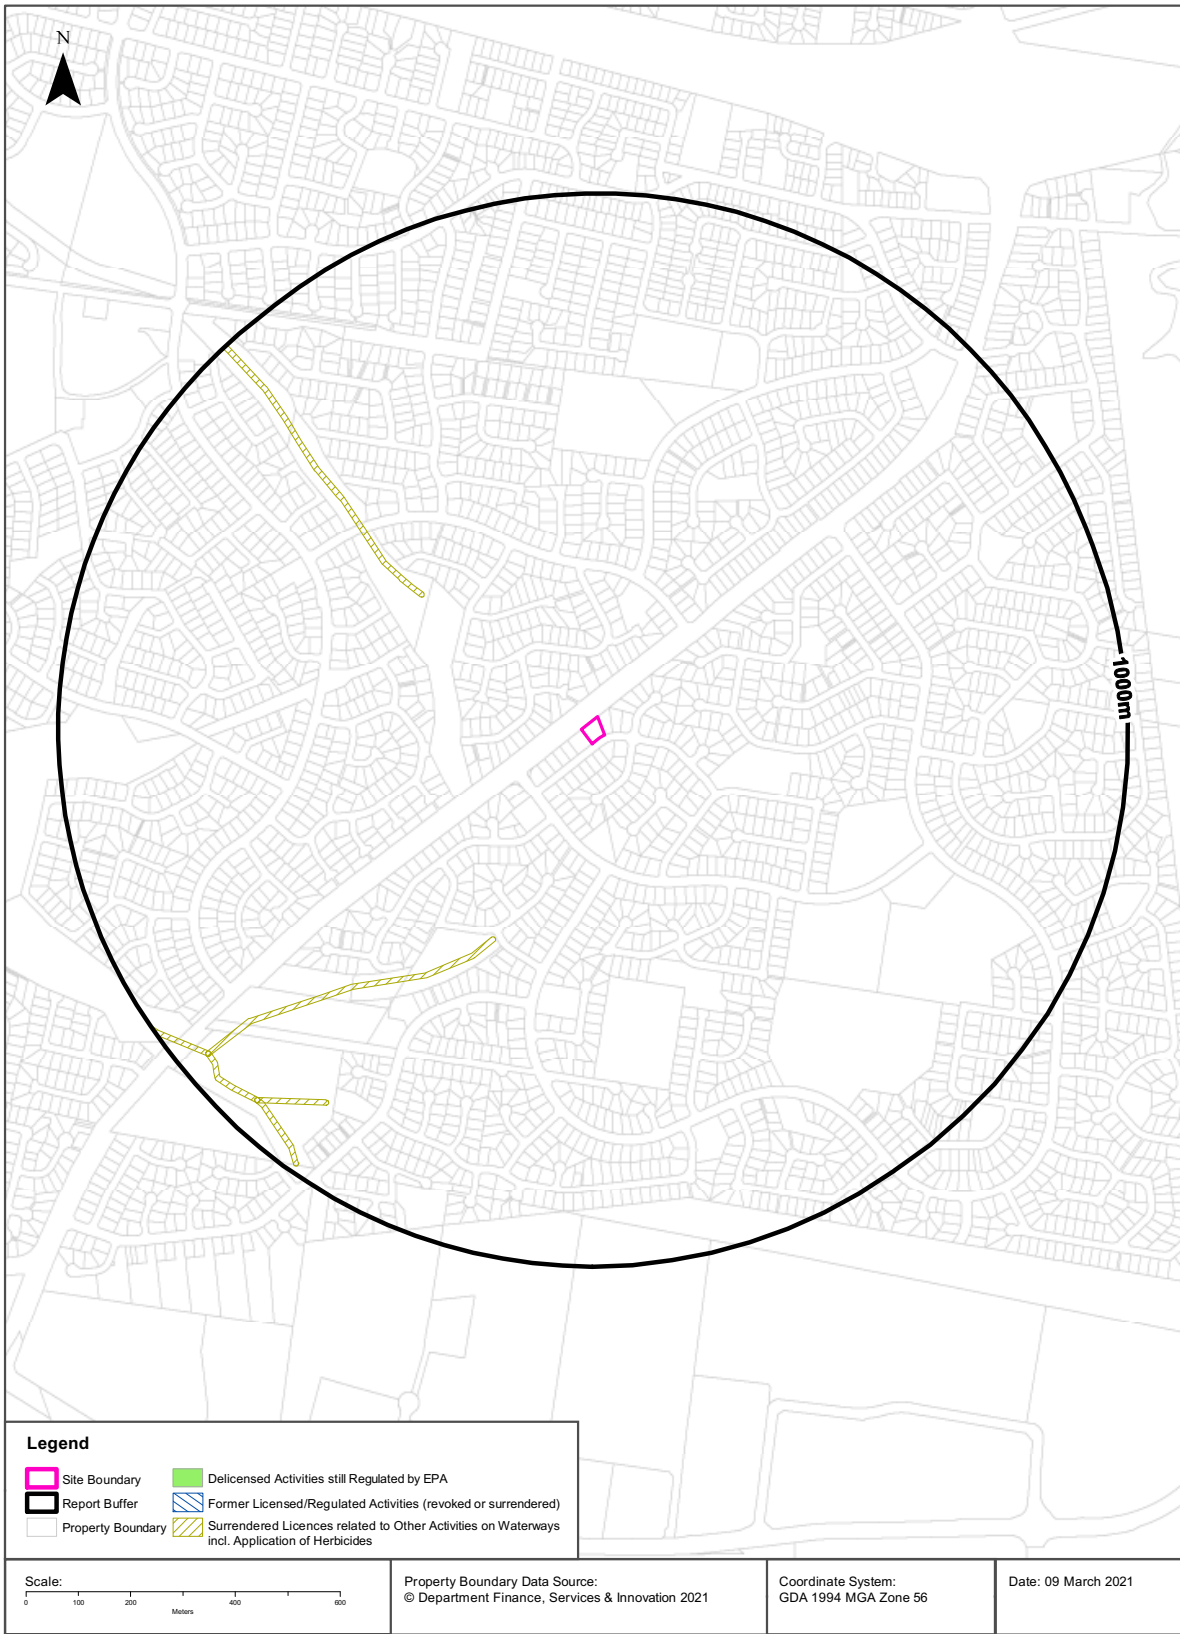 N
1000m
Legend
Site Boundary
Report Buffer
Property Boundary
Delicensed Activities still Regulated by EPA
Former Licensed/Regulated Activities (revoked or surrendered)
Surrendered Licences related to Other Activities on Waterways
incl. Application of Herbicides
Scale:
0 100 200 400 600
Meters
Property Boundary Data Source:
© Department Finance, Services & Innovation 2021
Coordinate System:
GDA 1994 MGA Zone 56
Date: 09 March 2021